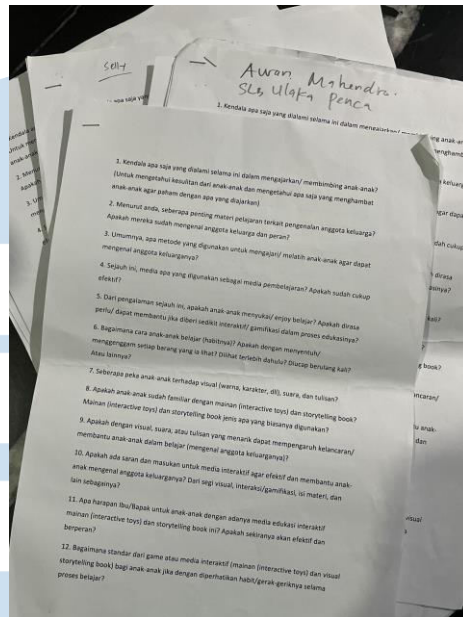 Selly
Awan Mahendra.
SLB Ulaka Penca
1. Kendala apa saja yang dialami selama ini dalam mengajarkan/
1. Kendala apa saja yang dialami selama ini dalam mengajarkan/ membimbing anak-anak?
(Untuk mengetahui kesulitan dari anak-anak dan mengetahui apa saja yang menghambat
anak-anak agar paham dengan apa yang diajarkan)
2. Menurut anda, seberapa penting materi pelajaran terkait pengenalan anggota keluarga?
Apakah mereka sudah mengenal anggota keluarga dan peran?
3. Umumnya, apa metode yang digunakan untuk mengajari/ melatih anak-anak agar dapat
mengenal anggota keluarganya?
4. Sejauh ini, media apa yang digunakan sebagai media pembelajaran? Apakah sudah cukup
efektif?
5. Dari pengalaman sejauh ini, apakah anak-anak menyukai/ enjoy belajar? Apakah dirasa
perlu/ dapat membantu jika diberi sedikit interaktif/ gamifikasi dalam proses edukasinya?
6. Bagaimana cara anak-anak belajar (habitnya)? Apakah dengan menyentuh/
menggenggam setiap barang yang ia lihat? Dilihat terlebih dahulu? Diucap berulang kali?
Atau lainnya?
7. Seberapa peka anak-anak terhadap visual (warna, karakter, dll), suara, dan tulisan?
8. Apakah anak-anak sudah familiar dengan mainan (interactive toys) dan storytelling book?
Mainan (interactive toys) dan storytelling book jenis apa yang biasanya digunakan?
9. Apakah dengan visual, suara, atau tulisan yang menarik dapat mempengaruh kelancaran/
membantu anak-anak dalam belajar (mengenal anggota keluarganya)?
10. Apakah ada saran dan masukan untuk media interaktif agar efektif dan membantu anak-
anak mengenal anggota keluarganya? Dari segi visual, interaksi/gamifikasi, isi materi, dan
lain sebagainya?
11. Apa harapan Ibu/Bapak untuk anak-anak dengan adanya media edukasi interaktif
mainan (interactive toys) dan storytelling book ini? Apakah sekiranya akan efektif dan
berperan?
12. Bagaimana standar dari game atau media interaktif (mainan (interactive toys) dan visual
storytelling book) bagi anak-anak jika dengan diperhatikan habit/gerak-geriknya selama
proses belajar?